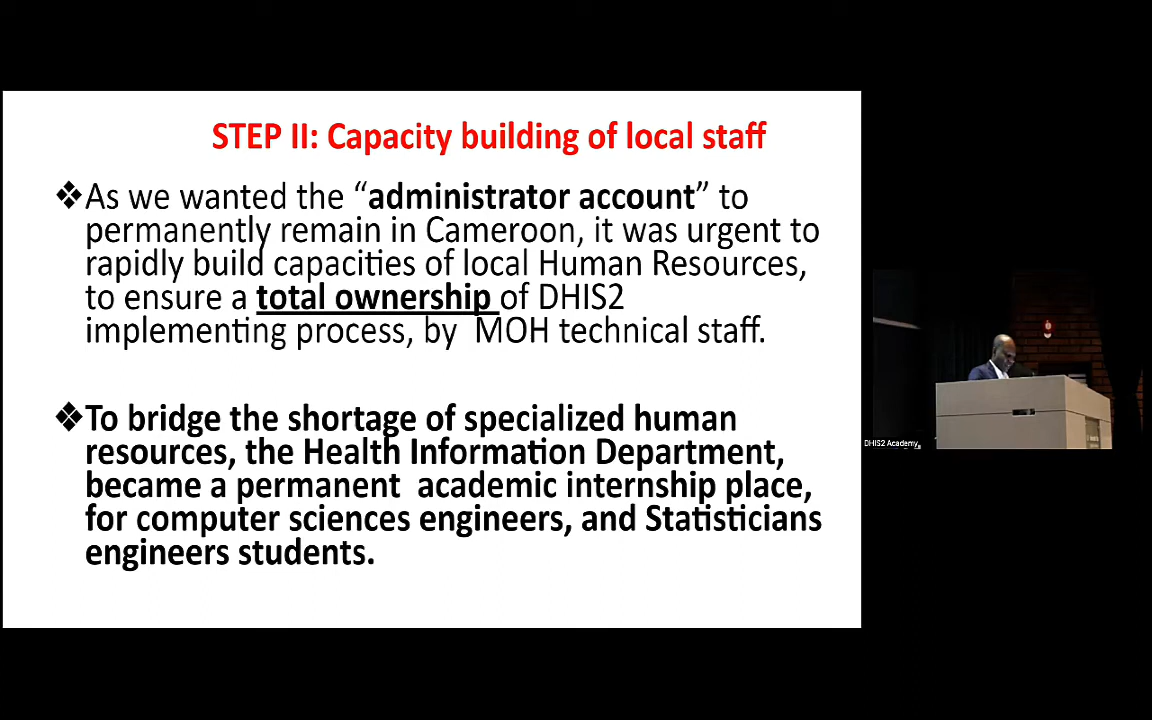 STEP II: Capacity building of local staff
❖As we wanted the “administrator account” to
permanently remain in Cameroon, it was urgent to
rapidly build capacities of local Human Resources,
to ensure a total ownership of DHIS2
implementing process, by MOH technical staff.
❖To bridge the shortage of specialized human
resources, the Health Information Department,
became a permanent academic internship place,
for computer sciences engineers, and Statisticians
engineers students.
DHIS2 Academy